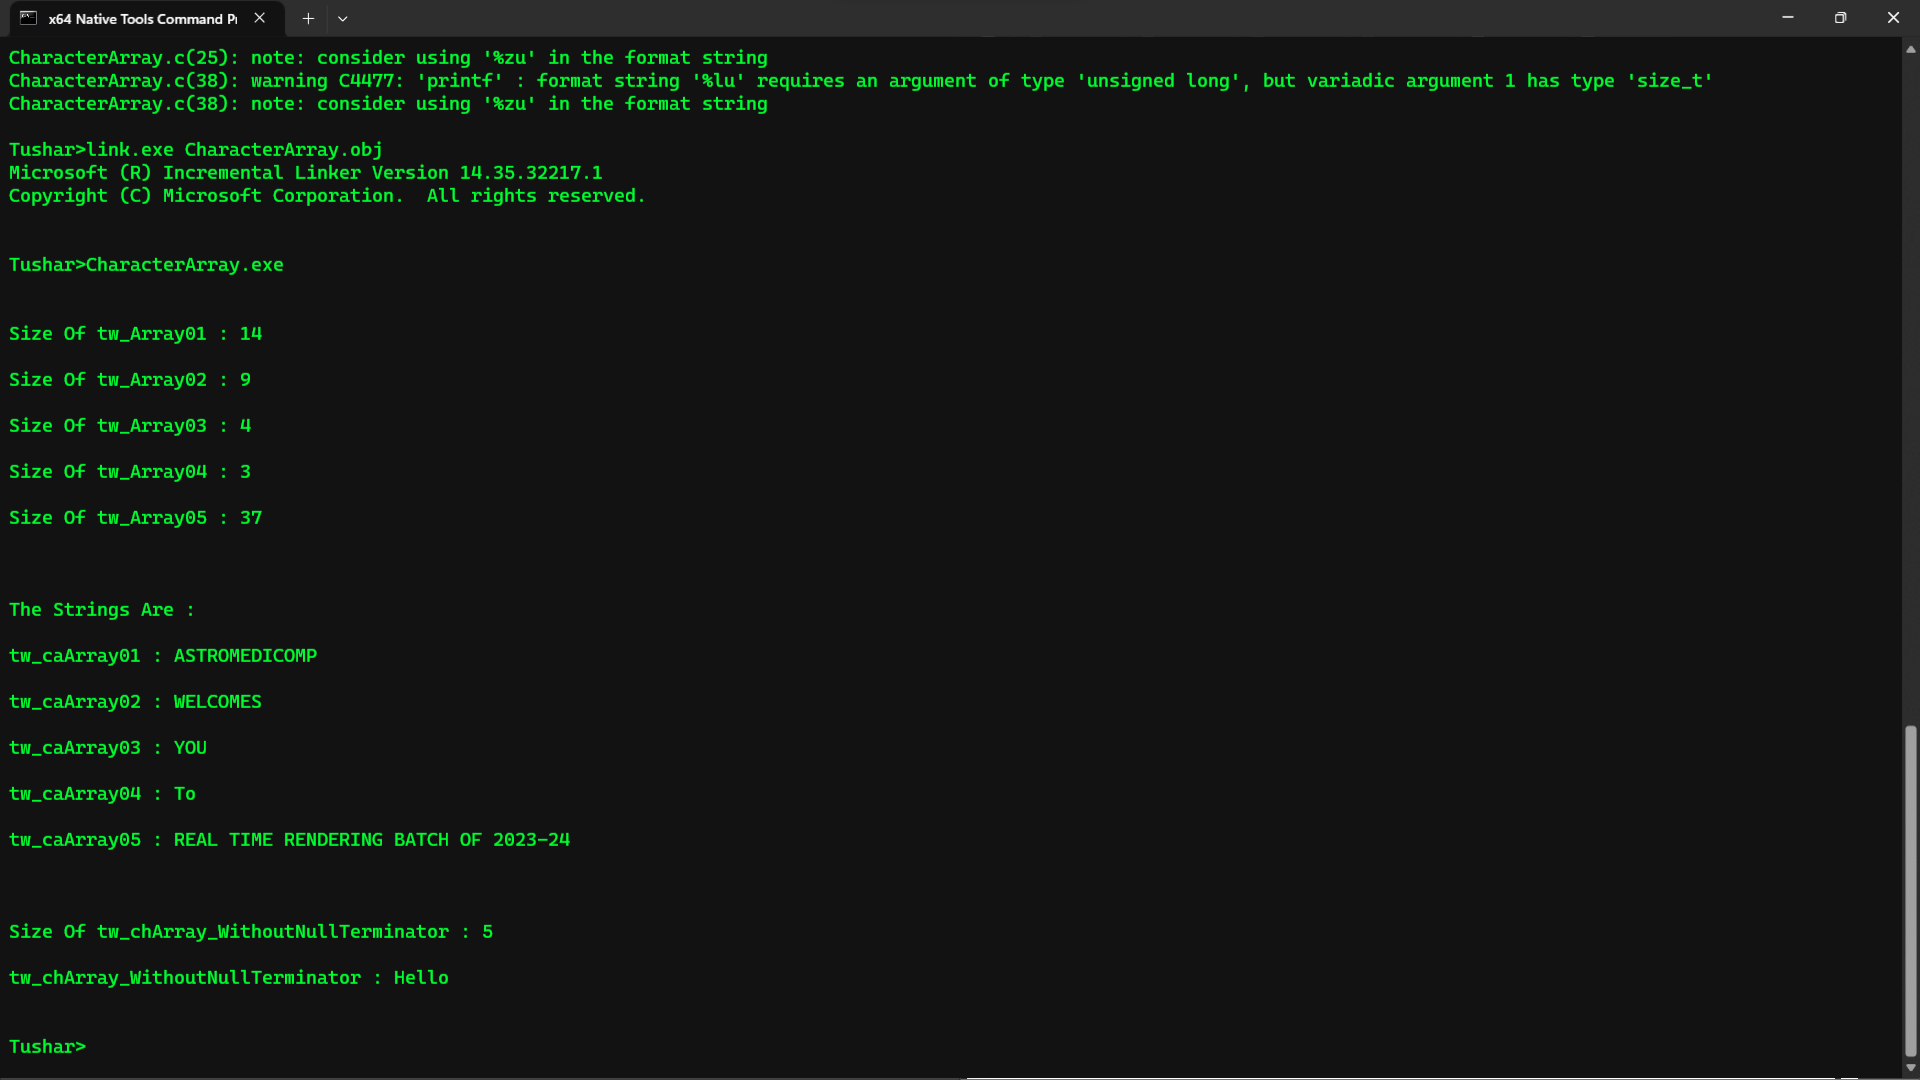 x64 Native Tools Command Pr
CharacterArray.c(25): note: consider using '%zu' in the format string
CharacterArray.c(38): warning C4477: 'printf' : format string '%lu' requires an argument of type 'unsigned long', but variadic argument 1 has type 'size_t'
CharacterArray.c(38): note: consider using '%zu' in the format string
Tushar>link.exe CharacterArray.obj
Microsoft (R) Incremental Linker Version 14.35.32217.1
Copyright (C) Microsoft Corporation.  All rights reserved.
Tushar>CharacterArray.exe
Size Of tw_Array01 : 14
Size Of tw_Array02 : 9
Size Of tw_Array03 : 4
Size Of tw_Array04 : 3
Size Of tw_Array05 : 37
The Strings Are :
tw_caArray01 : ASTROMEDICOMP
tw_caArray02 : WELCOMES
tw_caArray03 : YOU
tw_caArray04 : To
tw_caArray05 : REAL TIME RENDERING BATCH OF 2023-24
Size Of tw_chArray_WithoutNullTerminator : 5
tw_chArray_WithoutNullTerminator : Hello
Tushar>